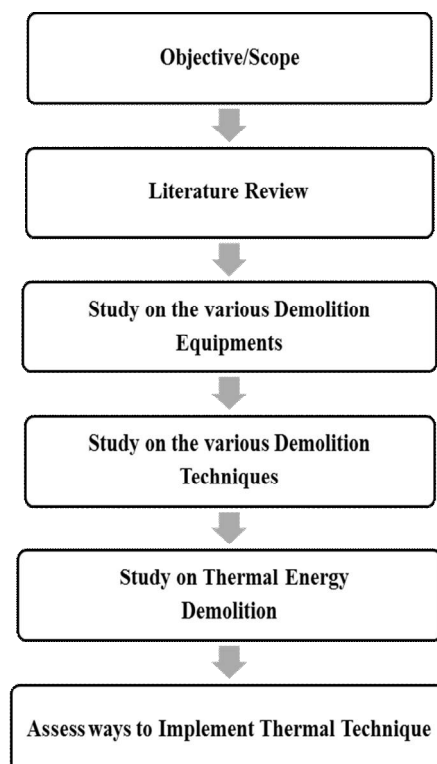 Objective/Scope
Literature Review
Study on the various Demolition
Equipments
Study on the various Demolition
Techniques
Study on Thermal Energy
Demolition
Assess ways to Implement Thermal Technique